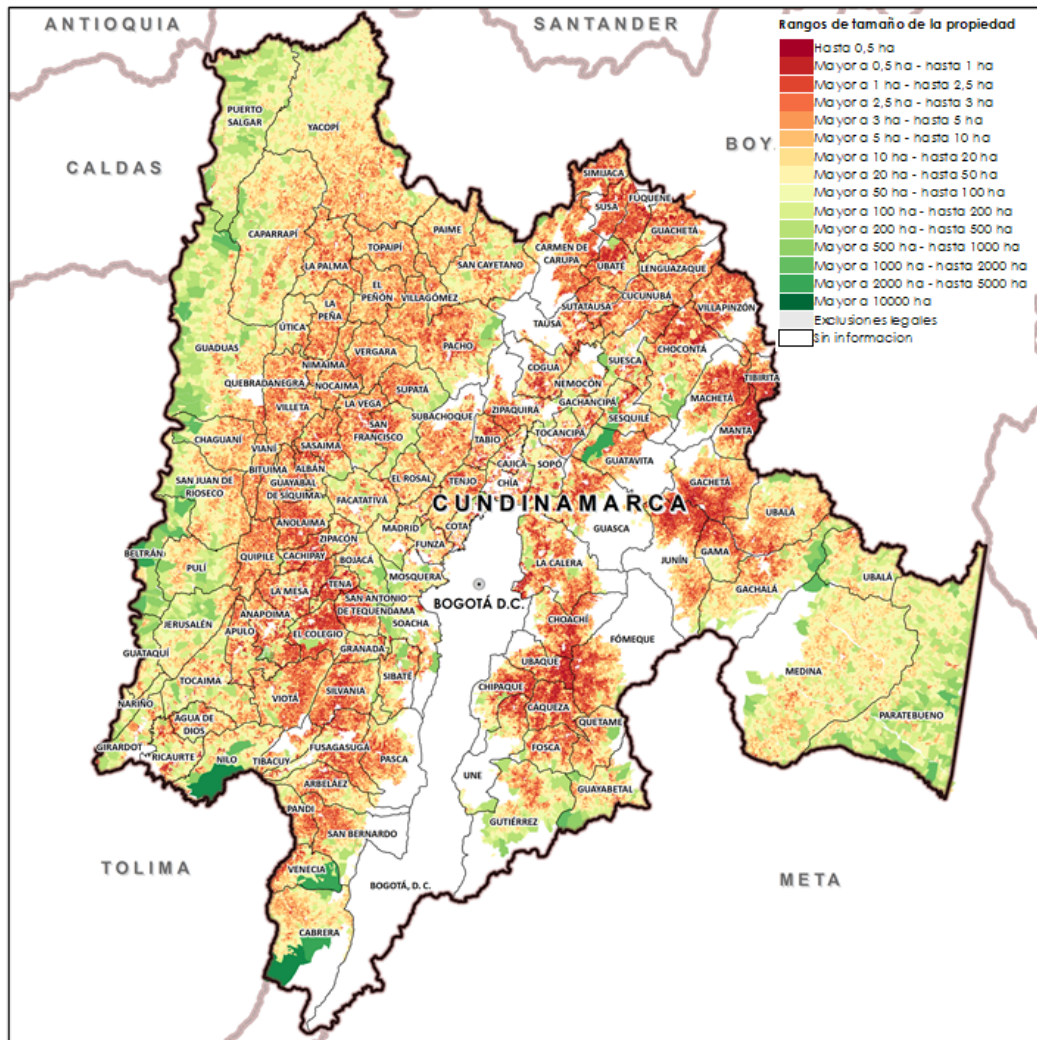 ANTIOQUIA
SANTANDER
CALDAS
BOY
TOLIMA
META
Rangos de tamaño de la propiedad
Hasta 0,5 ha
Mayor a 0,5 ha - hasta 1 ha
Mayor a 1 ha - hasta 2,5 ha
Mayor a 2,5 ha - hasta 3 ha
Mayor a 3 ha - hasta 5 ha
Mayor a 5 ha - hasta 10 ha
Mayor a 10 ha - hasta 20 ha
Mayor a 20 ha - hasta 50 ha
Mayor a 50 ha - hasta 100 ha
Mayor a 100 ha - hasta 200 ha
Mayor a 200 ha - hasta 500 ha
Mayor a 500 ha - hasta 1000 ha
Mayor a 1000 ha - hasta 2000 ha
Mayor a 2000 ha - hasta 5000 ha
Mayor a 10000 ha
Exclusiones legales
Sin informacion
PUERTO
SALGAR
YACOPÍ
SIMIJACA
SUSA
FÚQUENE
GUACHETÁ
CAPARRAPÍ
PAIME
TOPAIPÍ
SAN CAYETANO
CARMEN DE
CARUPA
UBATÉ
LENGUAZAQUE
LA PALMA
EL
PEÑÓN
VILLAGÓMEZ
CUCUNUBÁ
SUTATAUSA
VILLAPINZÓN
LA
PEÑA
TAUSA
ÚTICA
PACHO
GUADUAS
VERGARA
CHOCONTÁ
SUESCA
NIMAIMA
COGUA
NEMOCÓN
TIBIRITA
QUEBRADANEGRA
NOCAIMA
SUPATÁ
GACHANCIPÁ
MACHETÁ
VILLETA
LA VEGA
SUBACHOQUE
ZIPAQUIRÁ
SESQUILÉ
SAN
FRANCISCO
MANTA
CHAGUANÍ
VIANÍ
SASAIMA
TABIO
TOCANCIPÁ
GUATAVITA
BITUIMA
ALBÁN
CAJICÁ
SOPÓ
SAN JUAN DE
RIOSECO
GUAYABAL
DE SÍQUIMA
EL ROSAL
TENJO
CHÍA
GACHETÁ
FACATATIVÁ
CUNDINAMARCA
UBALÁ
ANOLAIMA
MADRID
COTA
GUASCA
ZIPACÓN
FUNZA
BELTRÁN
QUIPILE
CACHIPAY
BOJACÁ
GAMA
PULÍ
LA CALERA
JUNÍN
MOSQUERA
UBALÁ
LA MESA
TENA
GACHALÁ
SAN ANTONIO
DE TEQUENDAMA
BOGOTÁ D.C.
JERUSALÉN
ANAPOIMA
SOACHA
CHOACHÍ
APULO
EL COLEGIO
FÓMEQUE
GUATAQUÍ
GRANADA
UBAQUE
MEDINA
TOCAIMA
SIBATÉ
CHIPAQUE
NARIÑO
VIOTÁ
SILVANIA
CÁQUEZA
PARATEBUENO
AGUA DE
DIOS
QUETAME
GIRARDOT
RICAURTE
NILO
TIBACUY
FUSAGASUGÁ
PASCA
FOSCA
UNE
ARBELÁEZ
GUAYABETAL
PANDI
GUTIÉRREZ
SAN BERNARDO
VENECIA
BOGOTÁ, D. C.
CABRERA